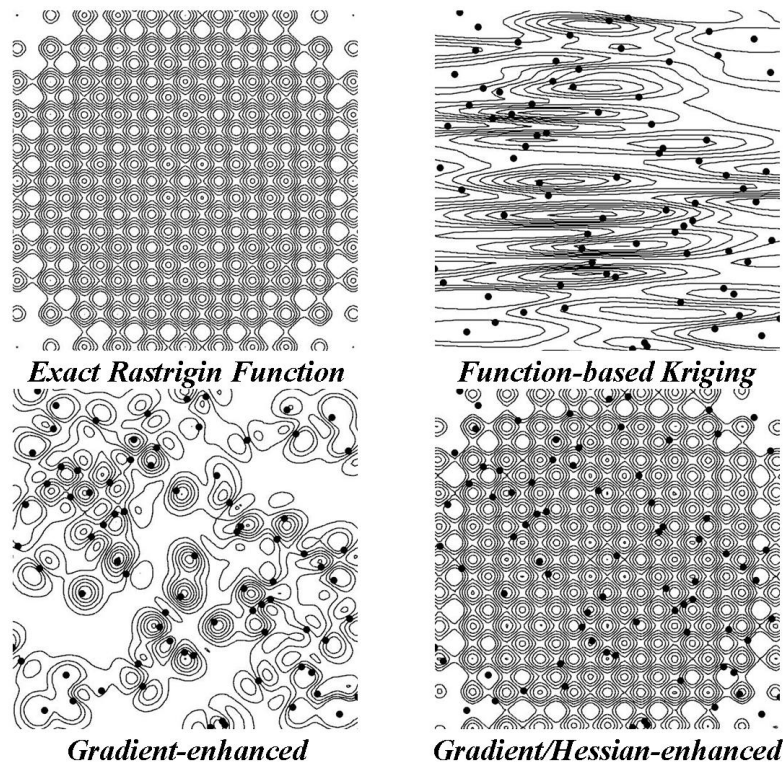 Exact Rastrigin Function
Function-based Kriging
Gradient-enhanced
Gradient/Hessian-enhanced